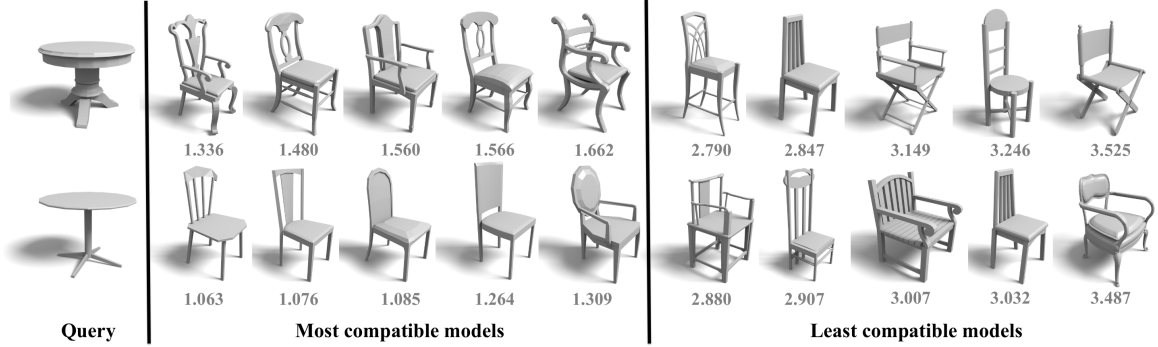 1.336 1.480 1.560 1.566 1.662 2.790 2.847 3.149 3.246 3.525
1.063 1.076 1.085 1.264 1.309 2.880 2.907 3.007 3.032 3.487
Query Most compatible models Least compatible models